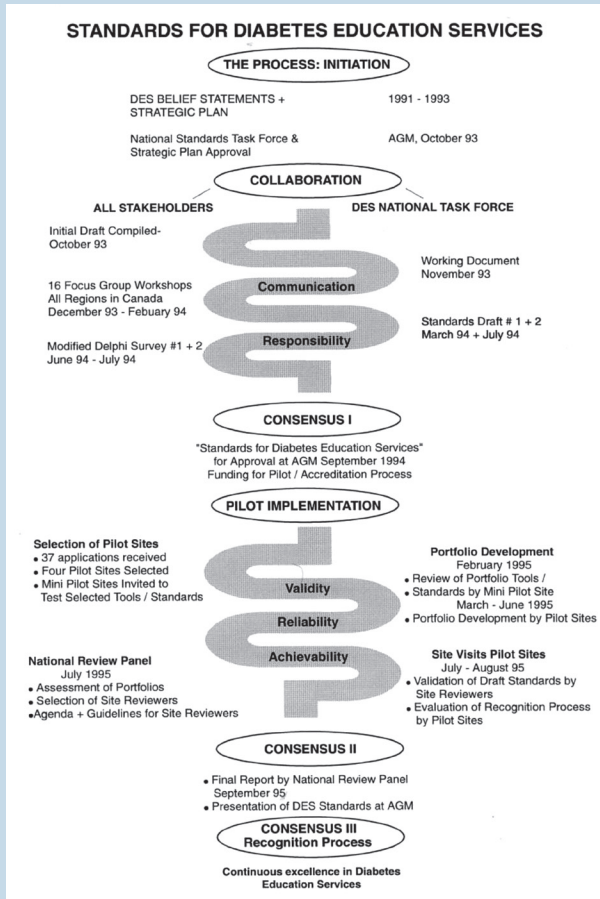 STANDARDS FOR DIABETES EDUCATION SERVICES
THE PROCESS: INITIATION
DES BELIEF STATEMENTS +
STRATEGIC PLAN
1991 - 1993
National Standards Task Force &
Strategic Plan Approval
AGM, October 93
COLLABORATION
ALL STAKEHOLDERS
DES NATIONAL TASK FORCE
Initial Draft Compiled-
October 93
Working Document
November 93
Communication
16 Focus Group Workshops
All Regions in Canada
December 93 - Febuary 94
Standards Draft # 1 + 2
March 94 + July 94
Responsibility
Modified Delphi Survey #1 + 2
June 94 - July 94
CONSENSUS I
"Standards for Diabetes Education Services"
for Approval at AGM September 1994
Funding for Pilot / Accreditation Process
PILOT IMPLEMENTATION
Selection of Pilot Sites
• 37 applications received
• Four Pilot Sites Selected
• Mini Pilot Sites Invited to
Test Selected Tools / Standards
Portfolio Development
February 1995
• Review of Portfolio Tools /
• Standards by Mini Pilot Site
March - June 1995
• Portfolio Development by Pilot Sites
Validity
Reliability
Achievability
National Review Panel
July 1995
• Assessment of Portfolios
• Selection of Site Reviewers
•Agenda + Guidelines for Site Reviewers
Site Visits Pilot Sites
July - August 95
• Validation of Draft Standards by
Site Reviewers
• Evaluation of Recognition Process
by Pilot Sites
CONSENSUS II
• Final Report by National Review Panel
September 95
• Presentation of DES Standards at AGM
CONSENSUS III
Recognition Process
Continuous excellence in Diabetes
Education Services